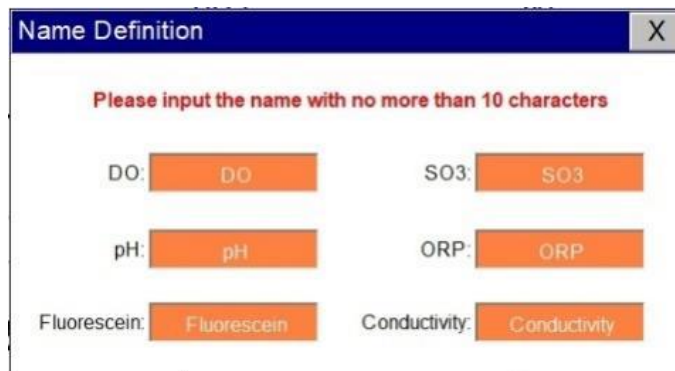 Name Definition X
Please input the name with no more than 10 characters
DO: DO SO3: SO3
pH: pH ORP: ORP
Fluorescein: Fluorescein Conductivity: Conductivity